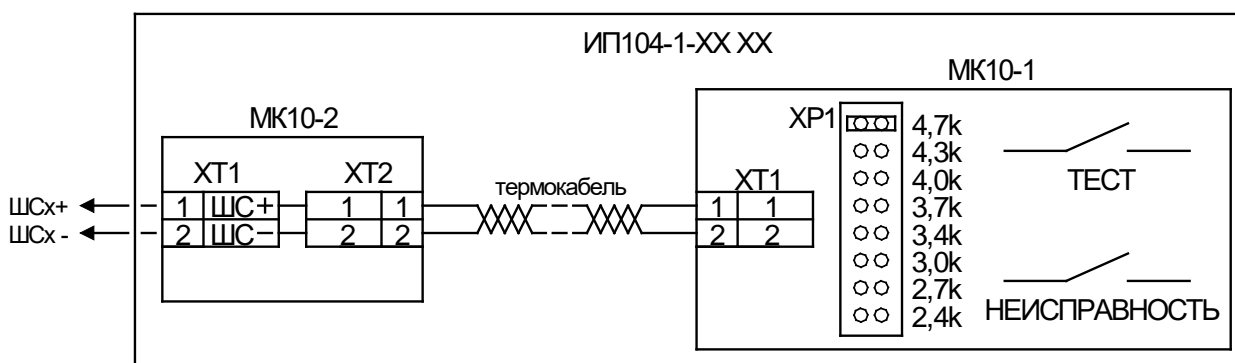 ИП104-1-ХХ ХХ
МК10-1
МК10-2
ХР1
4,7k
4,3k
4,0k
3,7k
3,4k
3,0k
2,7k
2,4k
ТЕСТ
НЕИСПРАВНОСТЬ
ХТ1
ХТ2
термокабель
ХТ1
ШСх+
1 ШС+ 1 1
1 1
ШСх -
2 ШС− 2 2
2 2